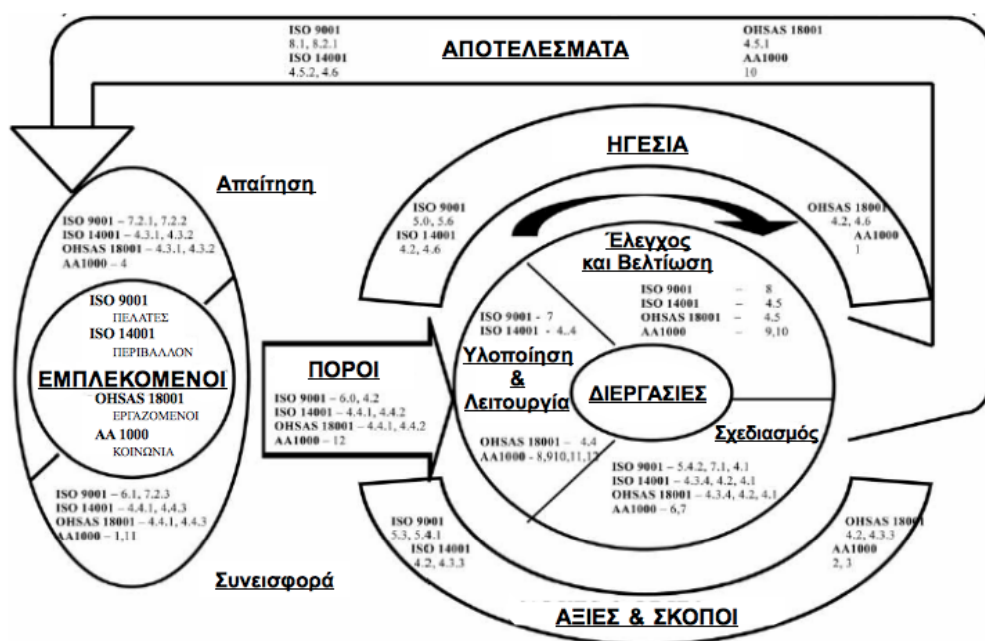 ISO 9001
8.1, 8.2.1
ISO 14001
4.5.2, 4.6
ΑΠΟΤΕΛΕΣΜΑΤΑ
OHSAS 18001
4.5.1
AA1000
10
Απαίτηση
ISO 9001 – 7.2.1, 7.2.2
ISO 14001 – 4.3.1, 4.3.2
OHSAS 18001 – 4.3.1, 4.3.2
AA1000 – 4
ISO 9001
ΠΕΛΑΤΕΣ
ISO 14001
ΠΕΡΙΒΑΛΛΟΝ
ΕΜΠΛΕΚΟΜΕΝΟΙ
OHSAS 18001
ΕΡΓΑΖΟΜΕΝΟΙ
AA 1000
ΚΟΙΝΩΝΙΑ
ISO 9001 – 6.1, 7.2.3
ISO 14001 – 4.4.1, 4.4.3
OHSAS 18001 – 4.4.1, 4.4.3
AA1000 – 1,11
Συνεισφορά
ΠΟΡΟΙ
ISO 9001 – 6.0, 4.2
ISO 14001 – 4.4.1, 4.4.2
OHSAS 18001 – 4.4.1, 4.4.2
AA1000 – 12
ΗΓΕΣΙΑ
ISO 9001
5.0, 5.6
ISO 14001
4.2, 4.6
OHSAS 18001
4.2, 4.6
AA1000
1
Έλεγχος
και Βελτίωση
ISO 9001 – 8
ISO 14001 – 4.5
OHSAS 18001 – 4.5
AA1000 – 9,10
ISO 9001 - 7
ISO 14001 - 4..4
Υλοποίηση
&
Λειτουργία
OHSAS 18001 – 4.4
AA1000 - 8,910,11,12
ΔΙΕΡΓΑΣΙΕΣ
Σχεδιασμός
ISO 9001 – 5.4.2, 7.1, 4.1
ISO 14001 – 4.3.4, 4.2, 4.1
OHSAS 18001 – 4.3.4, 4.2, 4.1
AA1000 – 6,7
ISO 9001
5.3, 5.4.1
ISO 14001
4.2, 4.3.3
OHSAS 18001
4.2, 4.3.3
AA1000
2, 3
ΑΞΙΕΣ & ΣΚΟΠΟΙ